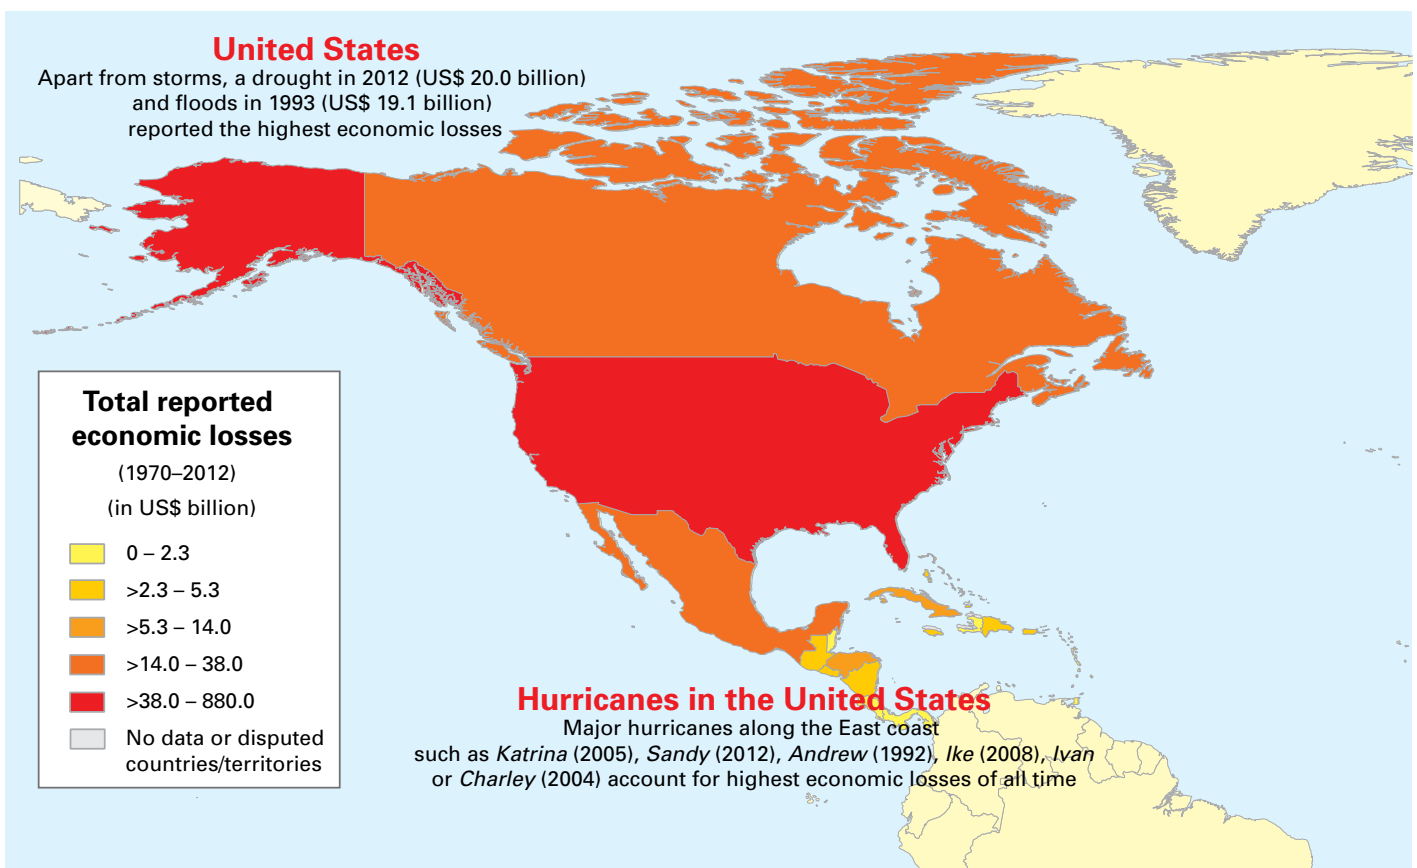 United States
Apart from storms, a drought in 2012 (US$ 20.0 billion)
and floods in 1993 (US$ 19.1 billion)
reported the highest economic losses
Total reported
economic losses
(1970–2012)
(in US$ billion)
0 – 2.3
>2.3 – 5.3
>5.3 – 14.0
>14.0 – 38.0
>38.0 – 880.0
No data or disputed
countries/territories
Hurricanes in the United States
Major hurricanes along the East coast
such as Katrina (2005), Sandy (2012), Andrew (1992), Ike (2008), Ivan
or Charley (2004) account for highest economic losses of all time